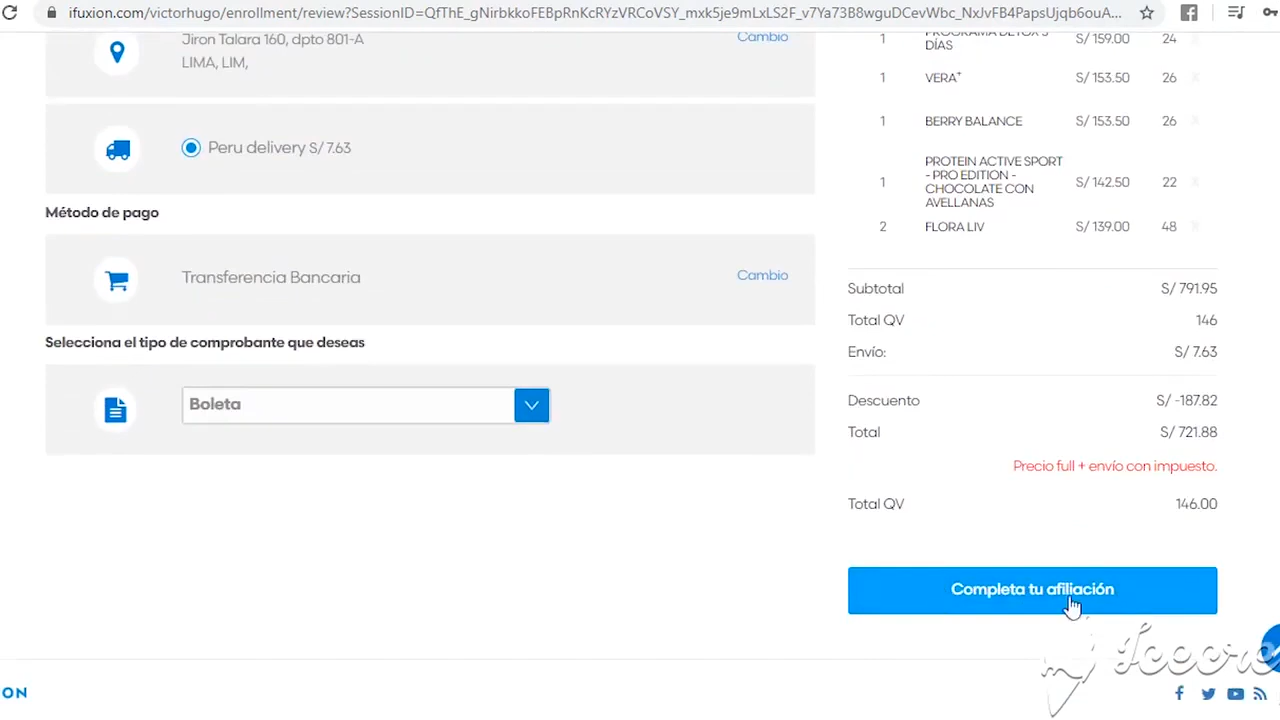 ifuxion.com/victorhugo/enrollment/review?SessionID=QfThE_gNirbkkoFEBpRnKcRYzVRCoVSY_mxk5je9mLxLS2F_v7Ya73B8wguDCevWbc_NxJvFB4PapsUjqb6ouA...
Jiron Talara 160, dpto 801-A
LIMA, LIM,
Cambio
Peru delivery S/ 7.63
Método de pago
Transferencia Bancaria
Cambio
Selecciona el tipo de comprobante que deseas
Boleta
1 PROGRAMA DETOX 5 DÍAS S/ 159.00 24 x
1 VERA+ S/ 153.50 26 x
1 BERRY BALANCE S/ 153.50 26 x
PROTEIN ACTIVE SPORT
- PRO EDITION -
1 CHOCOLATE CON S/ 142.50 22 x
AVELLANAS
2 FLORA LIV S/ 139.00 48 x
Subtotal S/ 791.95
Total QV 146
Envío: S/ 7.63
Descuento S/ -187.82
Total S/ 721.88
Precio full + envío con impuesto.
Total QV 146.00
Completa tu afiliación
ON